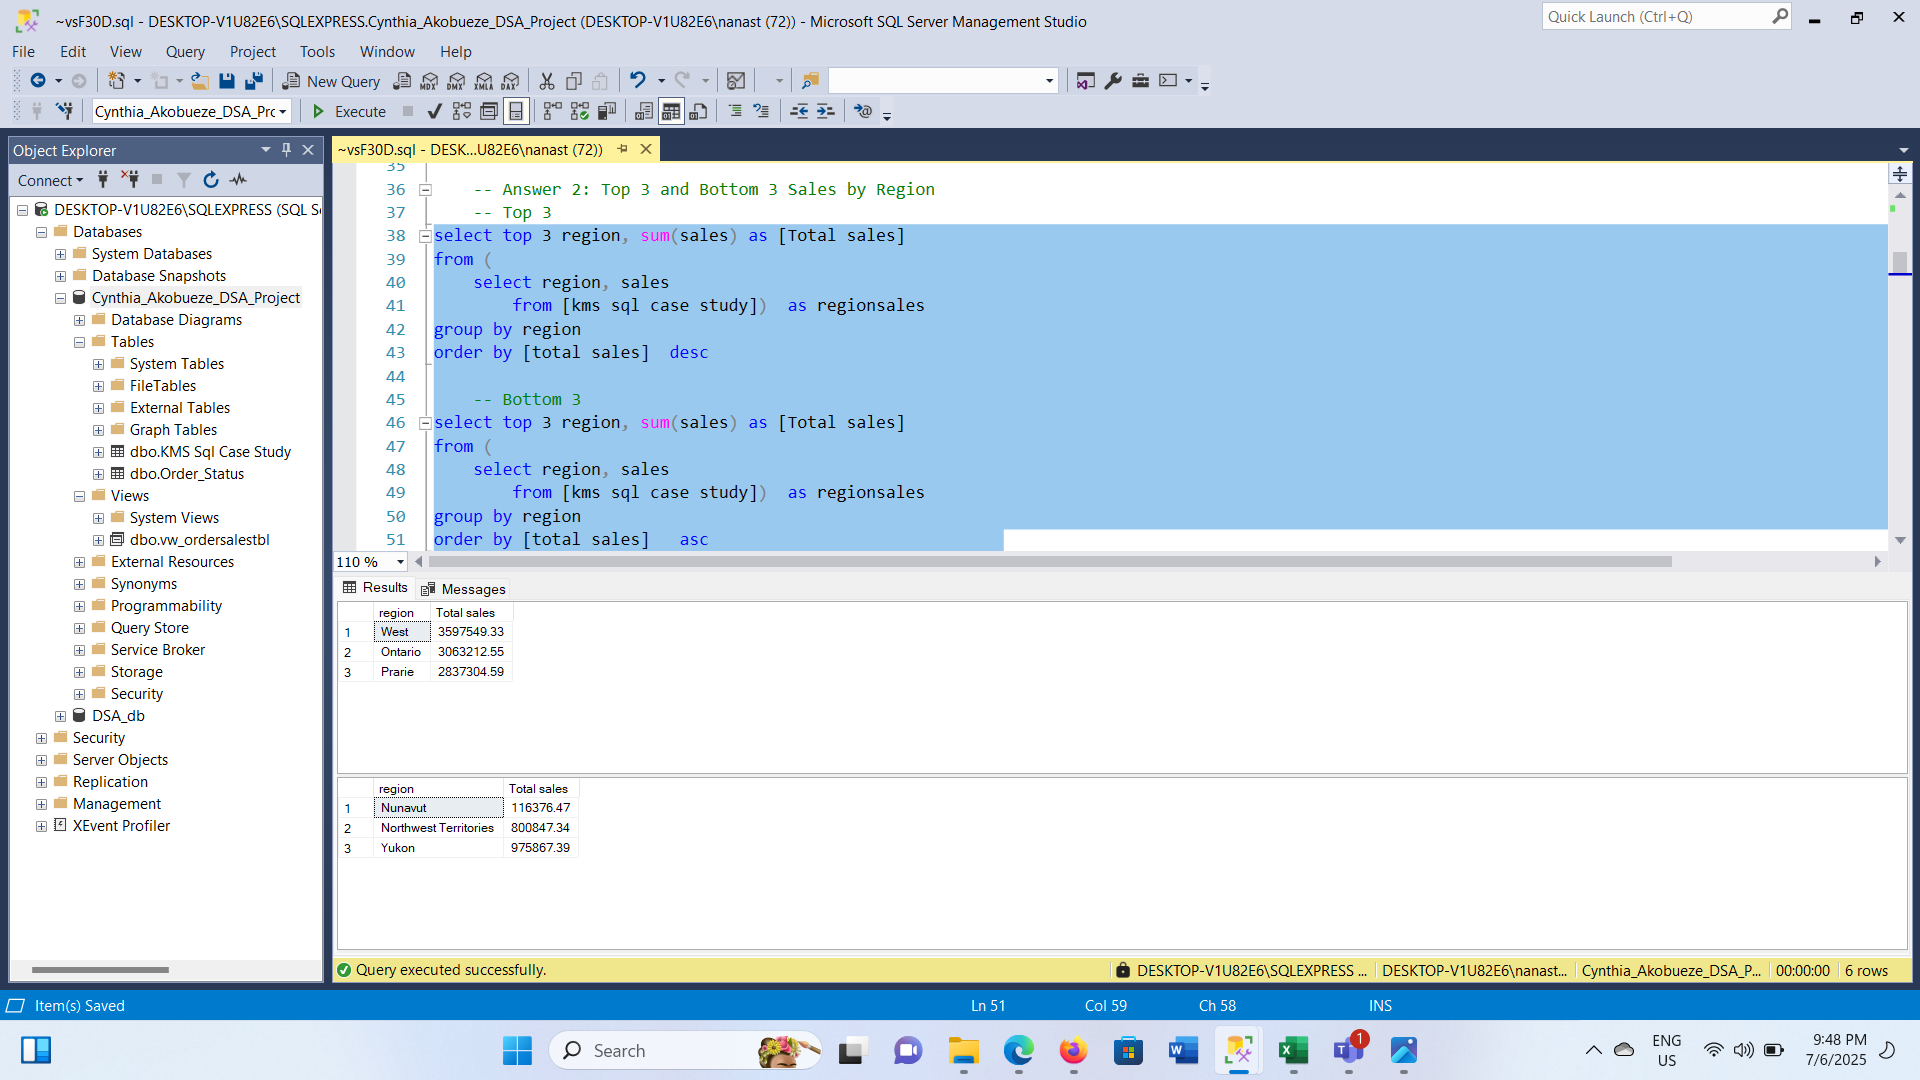 ~vsF30D.sql - DESKTOP-V1U82E6\SQLEXPRESS.Cynthia_Akobueze_DSA_Project (DESKTOP-V1U82E6\nanast (72)) - Microsoft SQL Server Management Studio
Quick Launch (Ctrl+Q)
File Edit View Query Project Tools Window Help
New Query MDX DMX XMLA DAX
Cynthia_Akobueze_DSA_Prc Execute
Object Explorer
~vsF30D.sql - DESK...U82E6\nanast (72))
Connect
DESKTOP-V1U82E6\SQLEXPRESS (SQL S
Databases
System Databases
Database Snapshots
Cynthia_Akobueze_DSA_Project
Database Diagrams
Tables
System Tables
FileTables
External Tables
Graph Tables
dbo.KMS Sql Case Study
dbo.Order_Status
Views
System Views
dbo.vw_ordersalestbl
External Resources
Synonyms
Programmability
Query Store
Service Broker
Storage
Security
DSA_db
Security
Server Objects
Replication
Management
XEvent Profiler
35
36 -- Answer 2: Top 3 and Bottom 3 Sales by Region
37 -- Top 3
38 select top 3 region, sum(sales) as [Total sales]
39 from (
40 select region, sales
41 from [kms sql case study]) as regionsales
42 group by region
43 order by [total sales] desc
44
45 -- Bottom 3
46 select top 3 region, sum(sales) as [Total sales]
47 from (
48 select region, sales
49 from [kms sql case study]) as regionsales
50 group by region
51 order by [total sales] asc
110 %
Results Messages
region Total sales
1 West 3597549.33
2 Ontario 3063212.55
3 Prarie 2837304.59
region Total sales
1 Nunavut 116376.47
2 Northwest Territories 800847.34
3 Yukon 975867.39
Query executed successfully. DESKTOP-V1U82E6\SQLEXPRESS ... DESKTOP-V1U82E6\nanast... Cynthia_Akobueze_DSA_P... 00:00:00 6 rows
Item(s) Saved Ln 51 Col 59 Ch 58 INS
Search
1
ENG
US
9:48 PM
7/6/2025